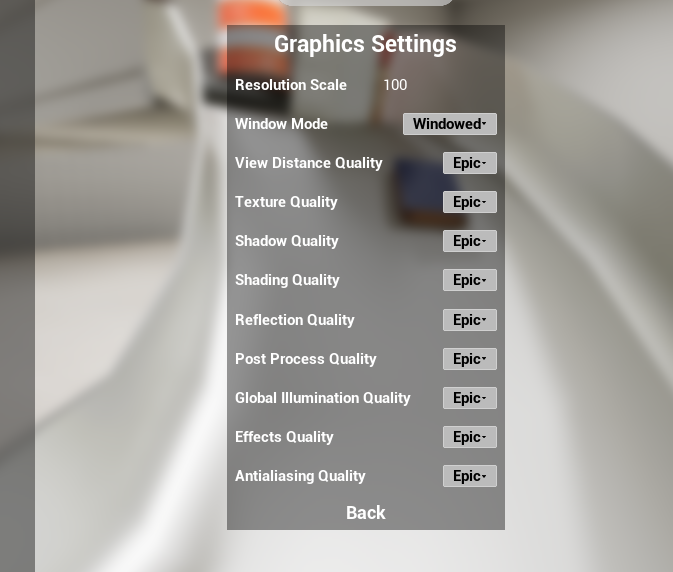 Graphics Settings
Resolution Scale 100
Window Mode Windowed
View Distance Quality Epic
Texture Quality Epic
Shadow Quality Epic
Shading Quality Epic
Reflection Quality Epic
Post Process Quality Epic
Global Illumination Quality Epic
Effects Quality Epic
Antialiasing Quality Epic
Back